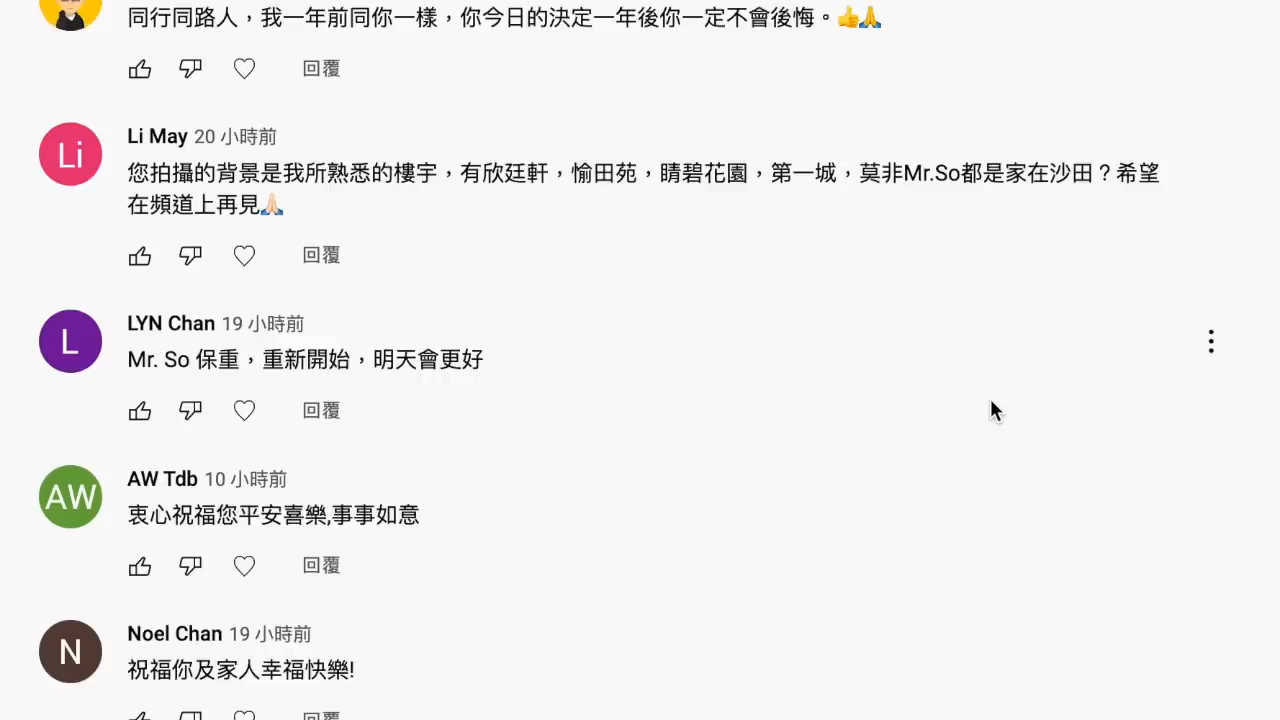 同行同路人，我一年前同你一樣，你今日的決定一年後你一定不會後悔。👍🙏
回覆
Li
Li May 20 小時前
您拍攝的背景是我所熟悉的樓宇，有欣廷軒，愉田苑，晴碧花園，第一城，莫非Mr.So都是家在沙田？希望
在頻道上再見🙏🏻
回覆
L
LYN Chan 19 小時前
Mr. So 保重，重新開始，明天會更好
回覆
AW
AW Tdb 10 小時前
衷心祝福您平安喜樂,事事如意
回覆
N
Noel Chan 19 小時前
祝福你及家人幸福快樂!
回覆